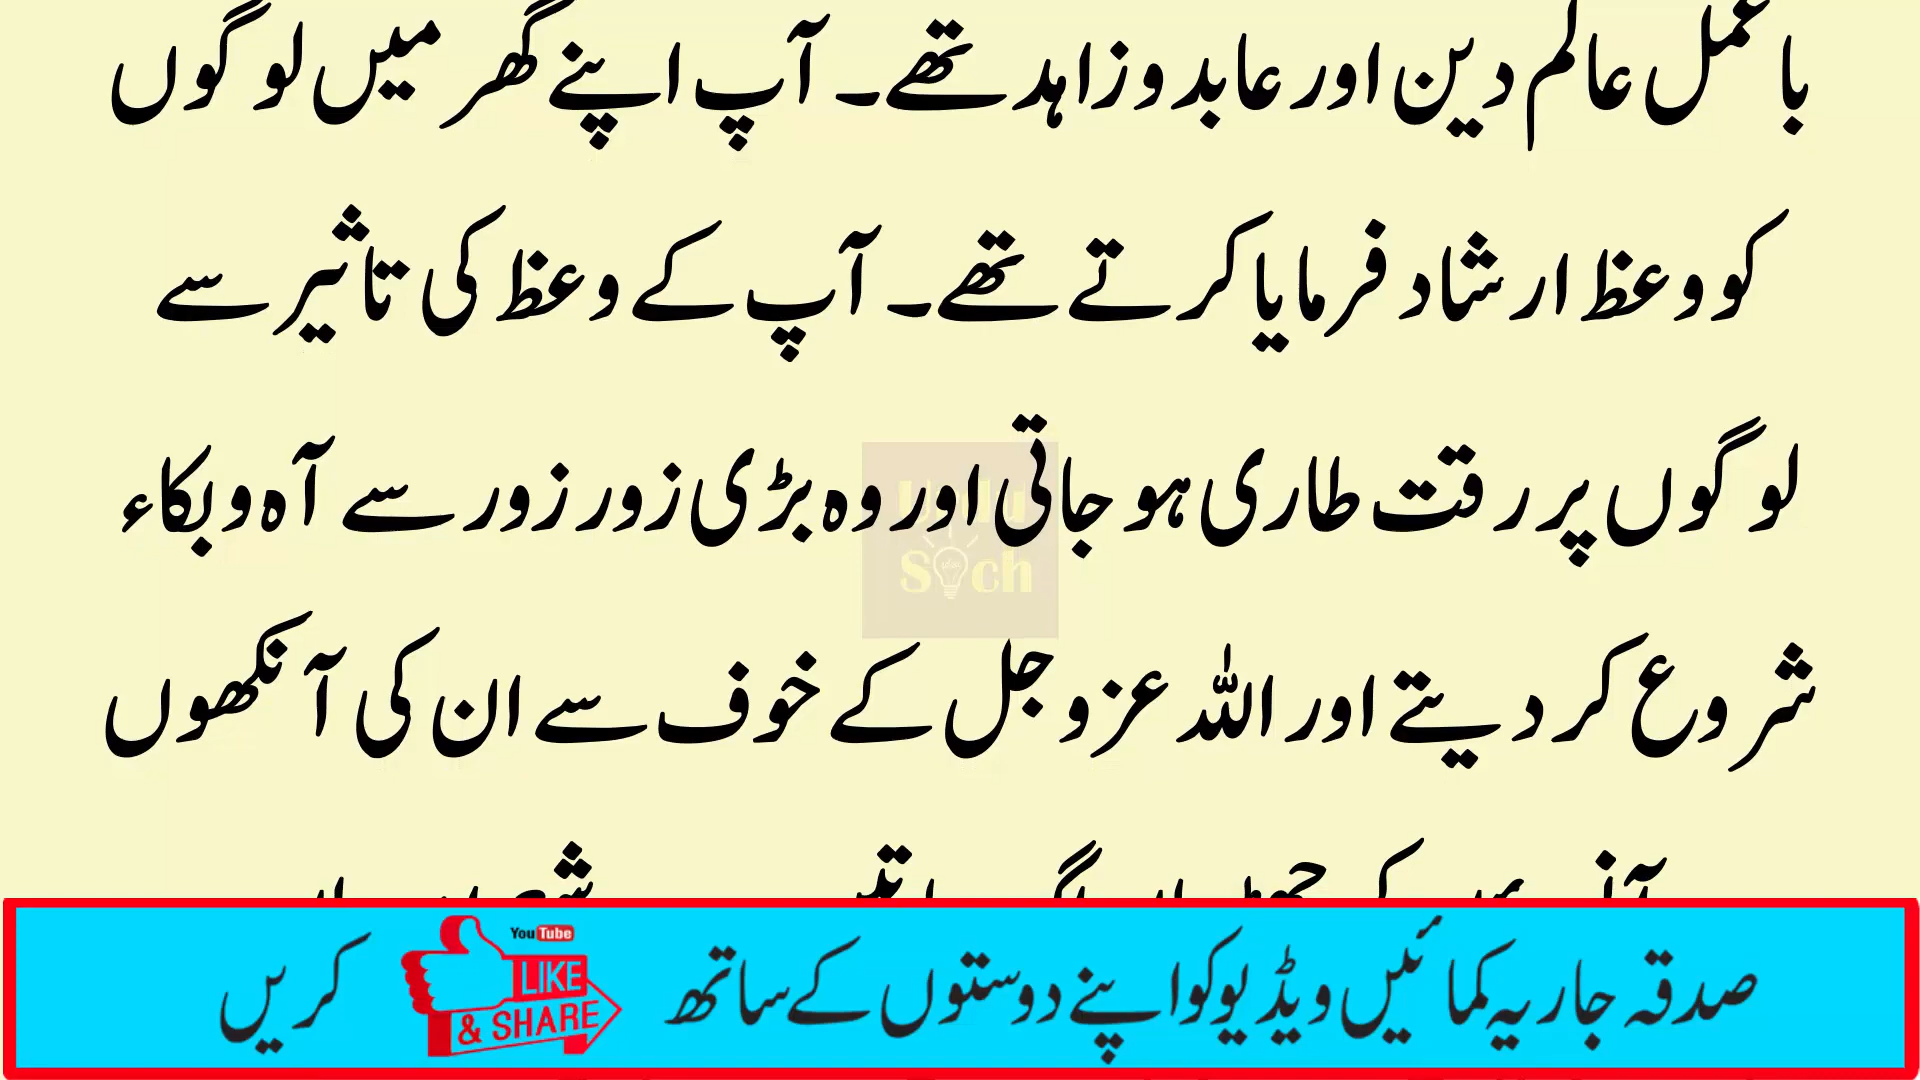 باعمل عالم دین اور عابد وزاہد تھے۔ آپ اپنے گھر میں لوگوں
کو وعظ ارشاد فرمایا کرتے تھے۔ آپ کے وعظ کی تاثیر سے
لوگوں پر رقت طاری ہو جاتی اور وہ بڑی زور زور سے آہ و بکاء
Urdu
Soch
شروع کر دیتے اور اللہ عزوجل کے خوف سے ان کی آنکھوں
صدقہ جاریہ کمائیں ویڈیو کو اپنے دوستوں کے ساتھ
YouTube
LIKE
& SHARE
کریں